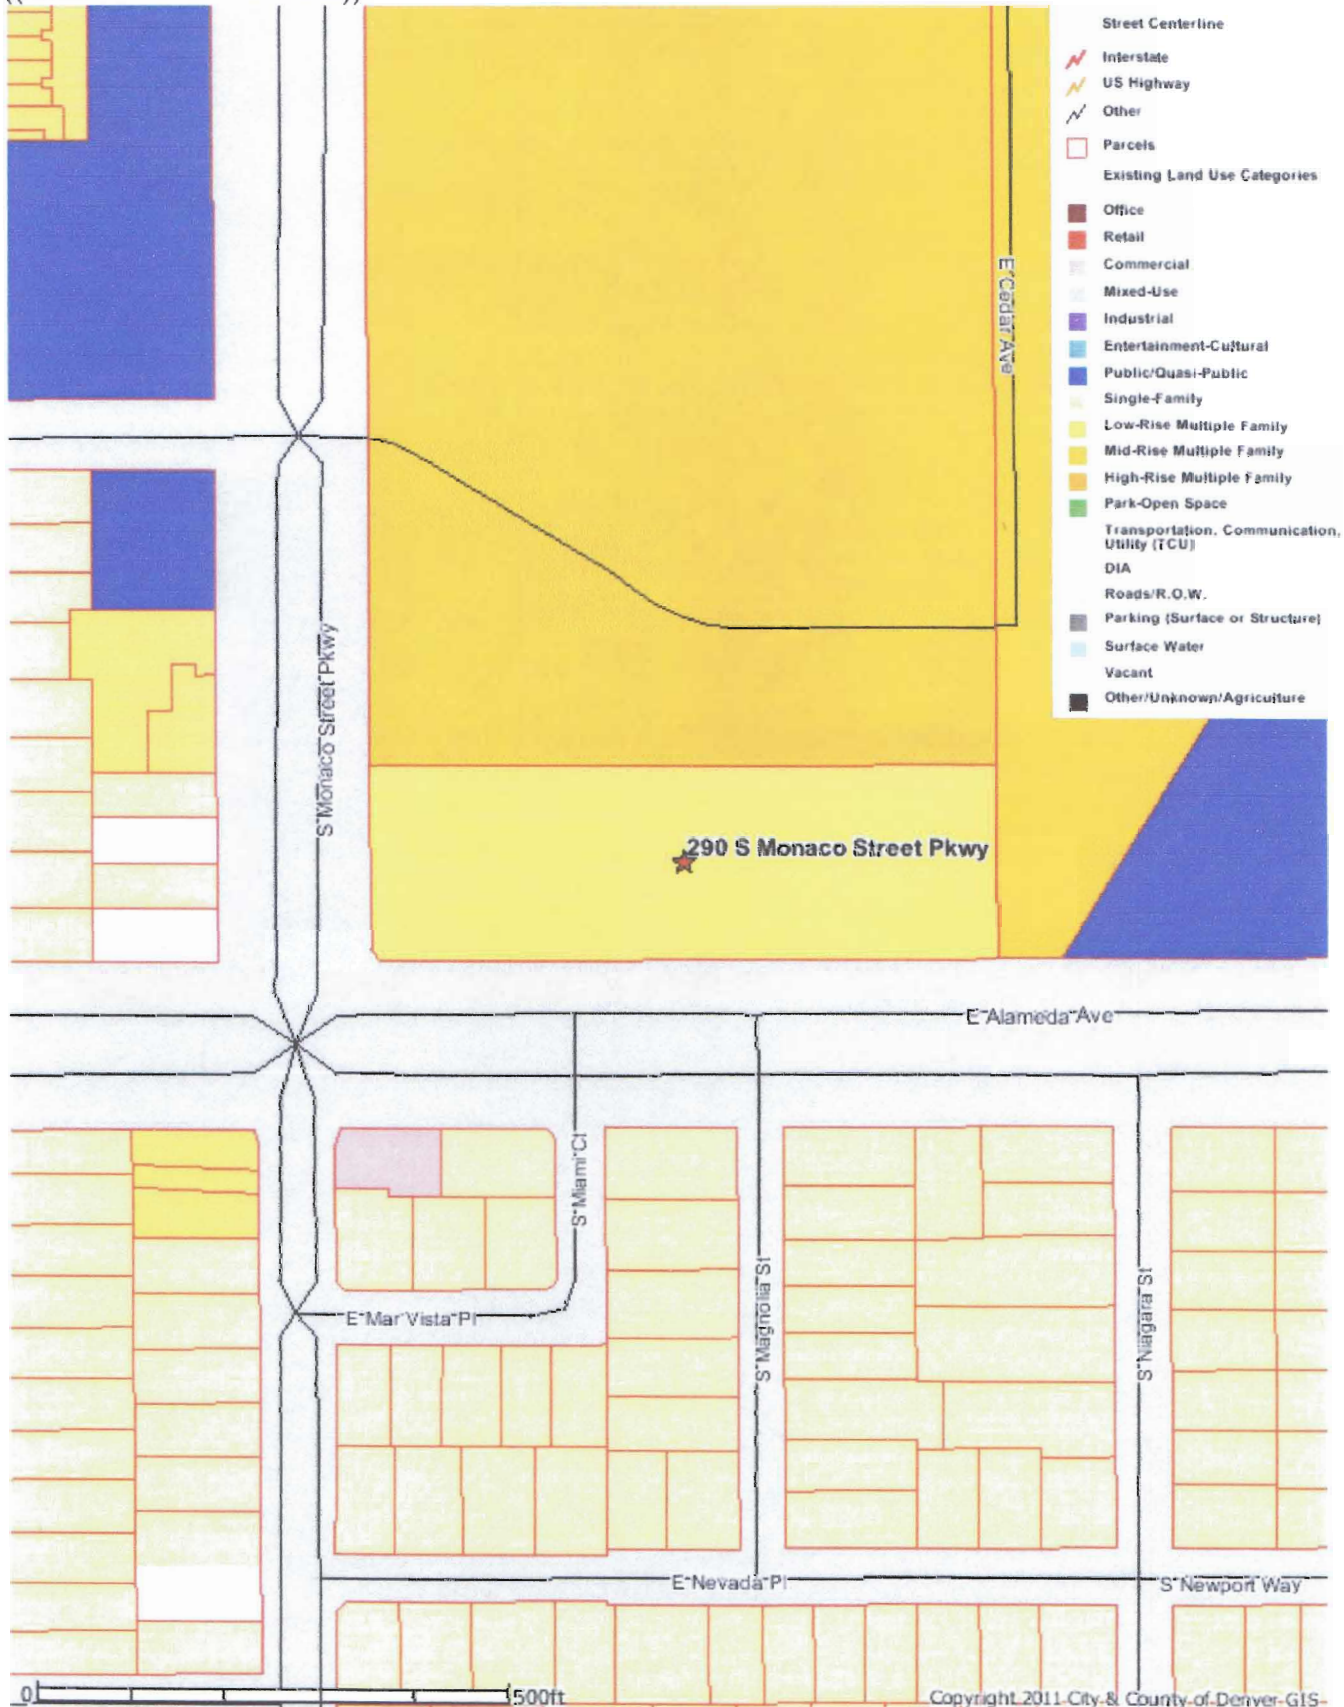 Street Centerline
Interstate
US Highway
Other
Parcels
Existing Land Use Categories
Office
Retail
Commercial
Mixed-Use
Industrial
Entertainment-Cultural
Public/Quasi-Public
Single-Family
Low-Rise Multiple Family
Mid-Rise Multiple Family
High-Rise Multiple Family
Park-Open Space
Transportation, Communication,
Utility (TCU)
DIA
Roads/R.O.W.
Parking (Surface or Structure)
Surface Water
Vacant
Other/Unknown/Agriculture
E Cedar Ave
S Monaco Street Pkwy
290 S Monaco Street Pkwy
E Alameda Ave
S Miami Ct
S Magnolia St
S Niagara St
E Mar Vista Pl
E Nevada Pl
S Newport Way
0 500ft
Copyright 2011 City & County of Denver GIS